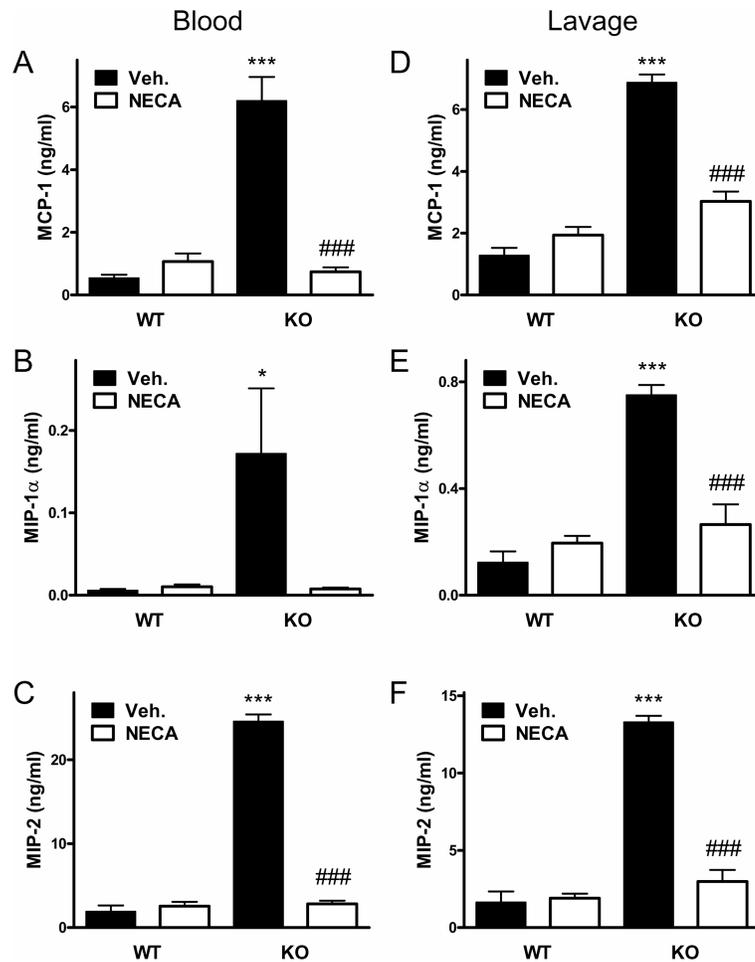 Blood
Lavage
A
***
Veh.
NECA
6
4
2
0
MCP-1 (ng/ml)
###
WT
KO
D
***
Veh.
NECA
6
4
2
0
MCP-1 (ng/ml)
###
WT
KO
B
*
Veh.
NECA
0.2
0.1
0.0
MIP-1α (ng/ml)
WT
KO
E
***
Veh.
NECA
0.8
0.4
0.0
MIP-1α (ng/ml)
###
WT
KO
C
***
Veh.
NECA
20
10
0
MIP-2 (ng/ml)
###
WT
KO
F
***
Veh.
NECA
15
10
5
0
MIP-2 (ng/ml)
###
WT
KO